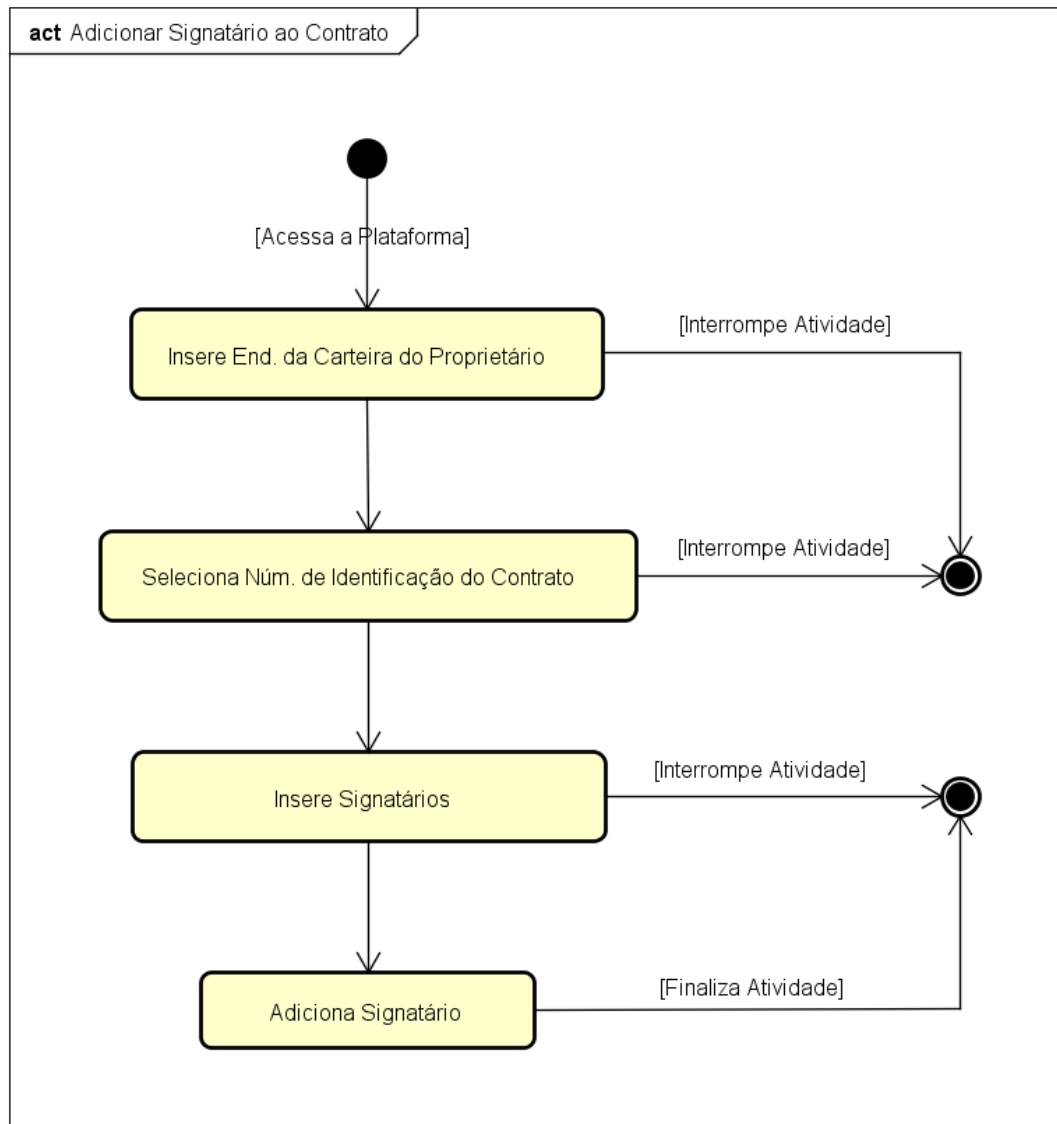 act Adicionar Signatário ao Contrato
[Acessa a Plataforma]
Insere End. da Carteira do Proprietário
[Interrompe Atividade]
Seleciona Núm. de Identificação do Contrato
[Interrompe Atividade]
Insere Signatários
[Interrompe Atividade]
Adiciona Signatário
[Finaliza Atividade]